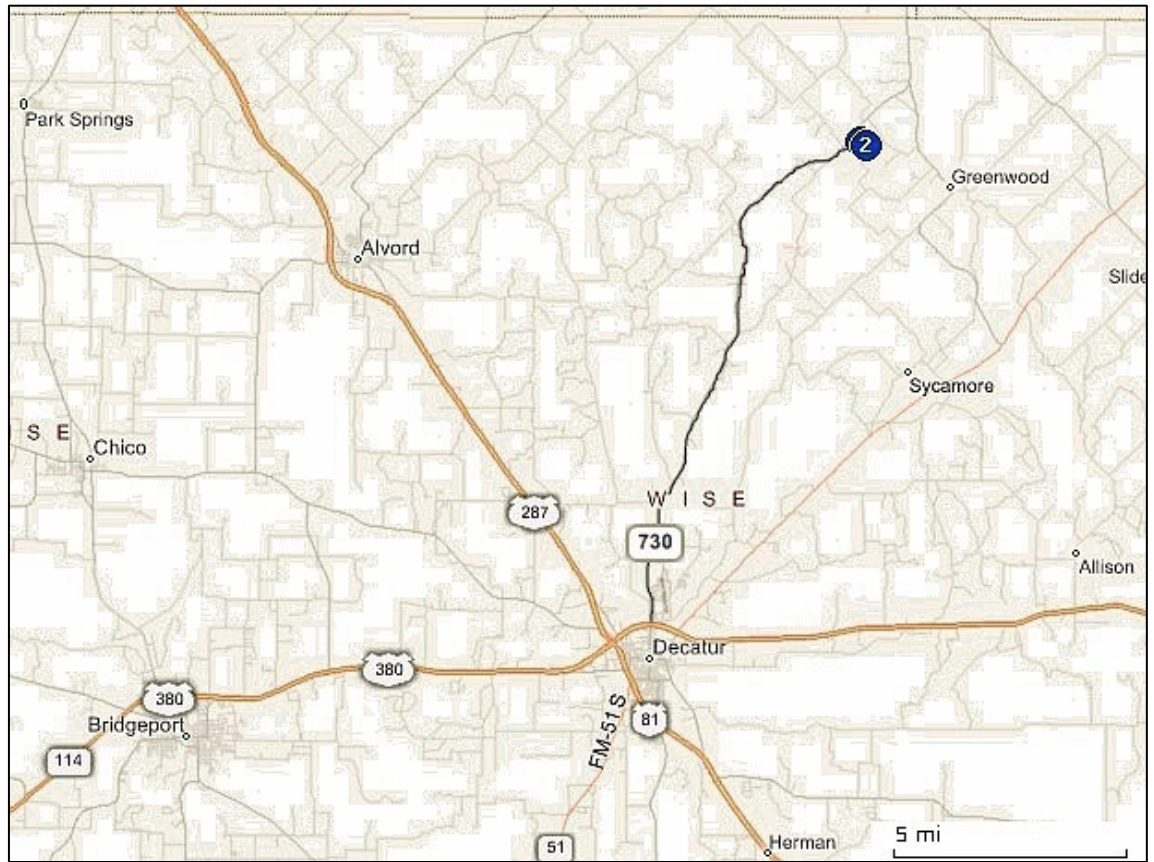 Park Springs
2
Greenwood
Alvord
Slide
Sycamore
I S E
Chico
W I S E
287
730
Allison
Decatur
380
380
Bridgeport
FM-51 S
81
114
5 mi
51
Herman